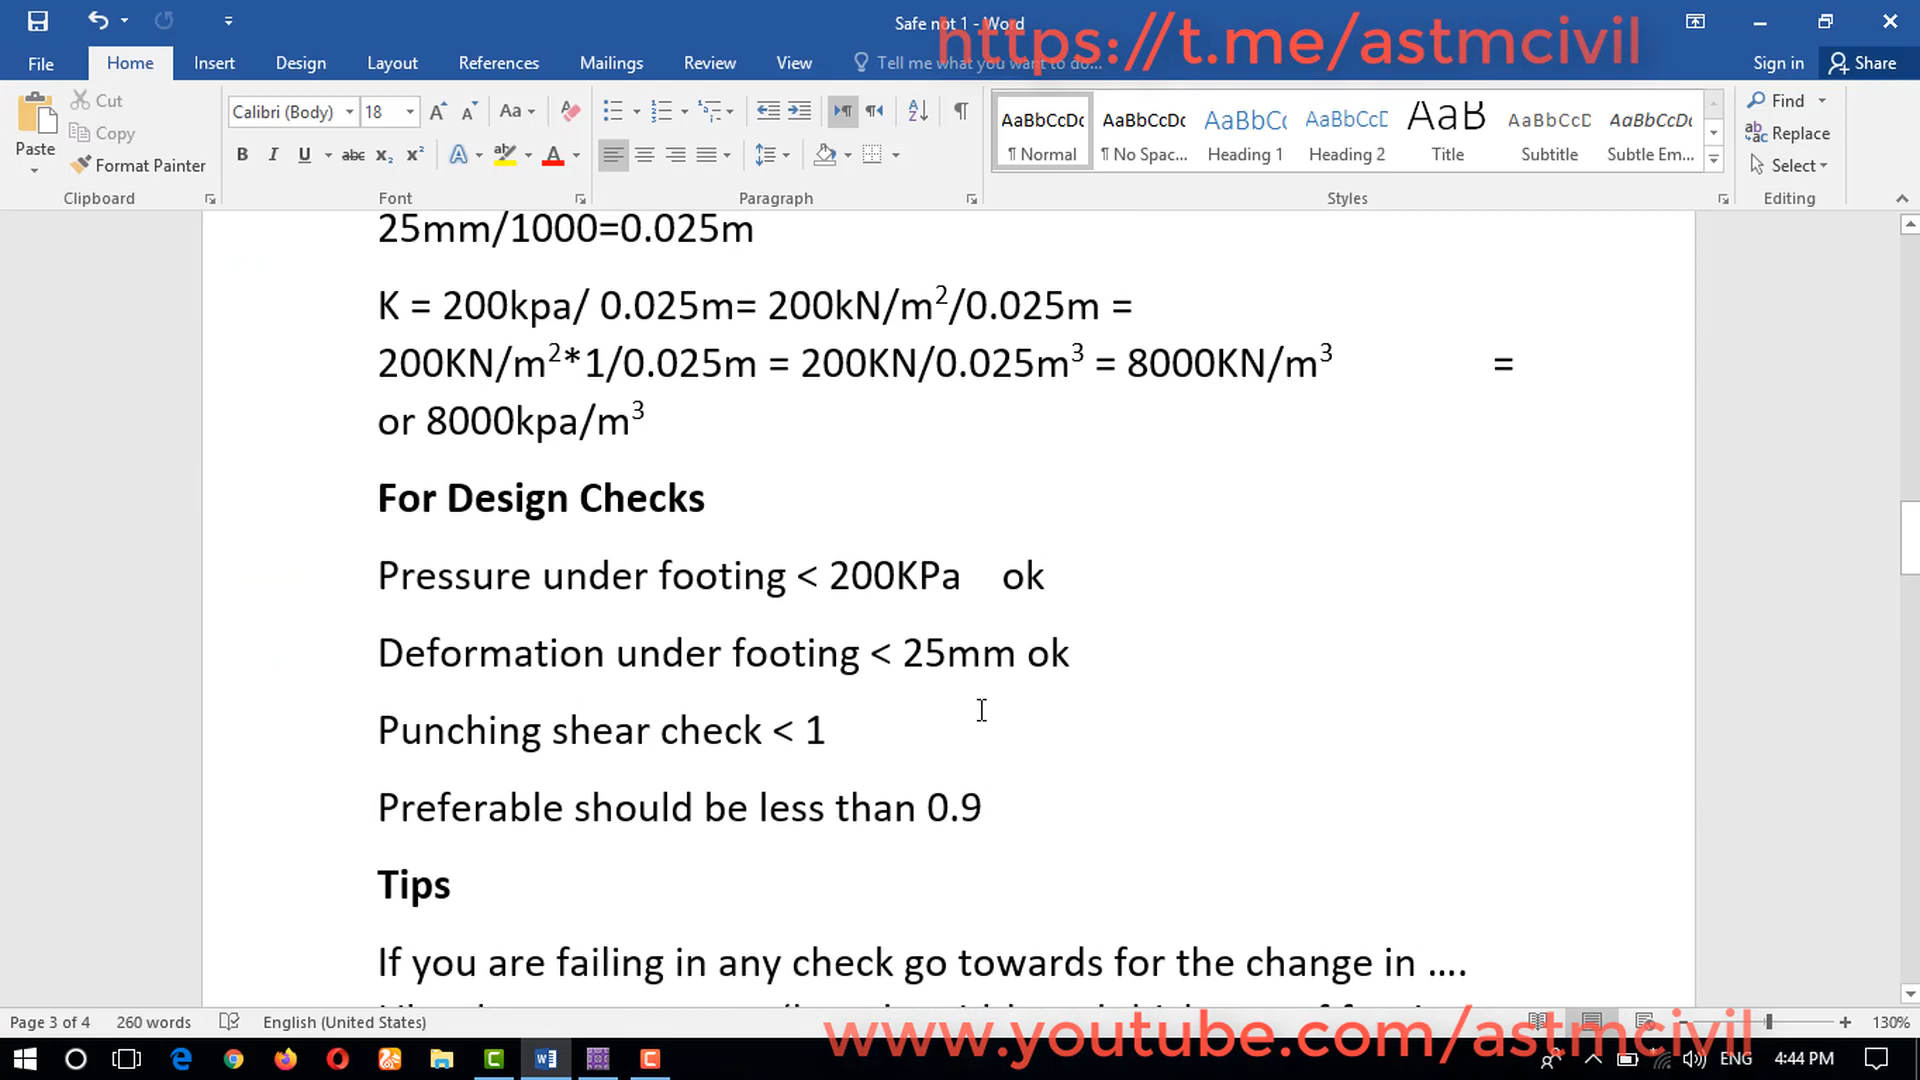 Safe not 1 - Word
https://t.me/astmcivil
File Home Insert Design Layout References Mailings Review View Tell me what you want to do... Sign in Share
Cut
Copy
Paste
Format Painter
Calibri (Body) 18
AaBbCcDc AaBbCcDc AaBbCc AaBbCcE AaB AaBbCcD AaBbCcDc
¶ Normal ¶ No Spac... Heading 1 Heading 2 Title Subtitle Subtle Em...
Find
Replace
Select
Clipboard Font Paragraph Styles Editing
25mm/1000=0.025m
K = 200kpa/ 0.025m= 200kN/m²/0.025m =
200KN/m²*1/0.025m = 200KN/0.025m³ = 8000KN/m³ =
or 8000kpa/m³
For Design Checks
Pressure under footing < 200KPa ok
Deformation under footing < 25mm ok
Punching shear check < 1
Preferable should be less than 0.9
Tips
If you are failing in any check go towards for the change in ....
Page 3 of 4 260 words English (United States) 130%
www.youtube.com/astmcivil
ENG 4:44 PM